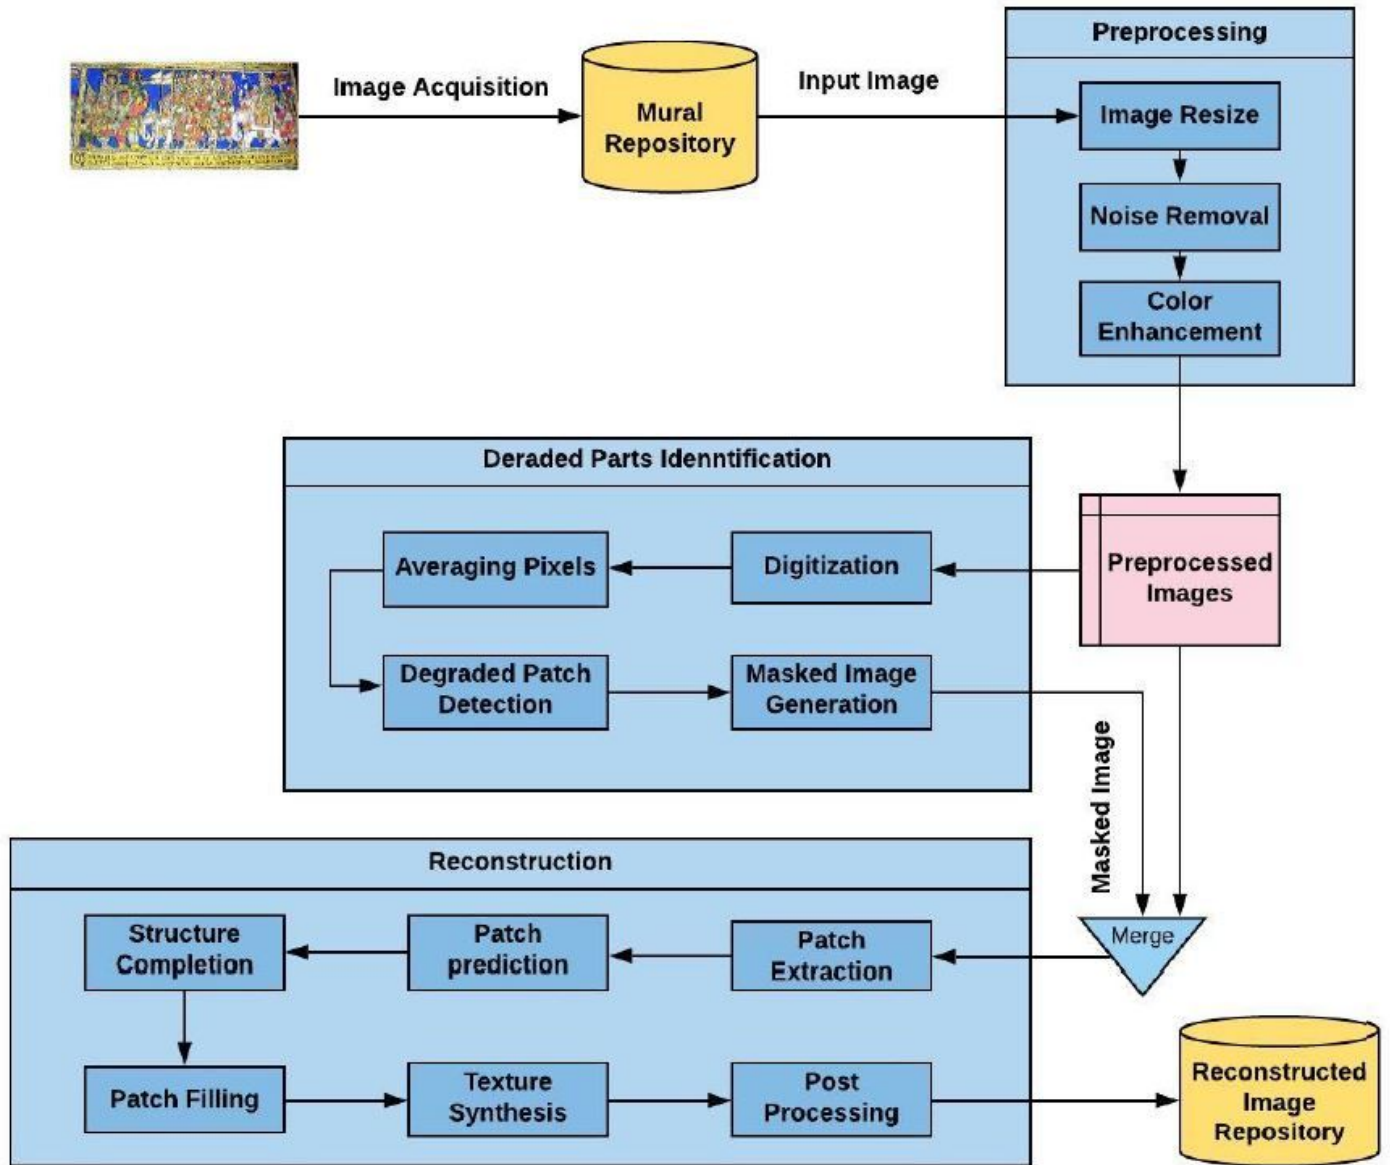 Preprocessing
Image Acquisition
Input Image
Mural
Repository
Image Resize
Noise Removal
Color
Enhancement
Deraded Parts Idenntification
Averaging Pixels
Digitization
Preprocessed
Images
Degraded Patch
Detection
Masked Image
Generation
Masked Image
Reconstruction
Structure
Completion
Patch
prediction
Patch
Extraction
Merge
Patch Filling
Texture
Synthesis
Post
Processing
Reconstructed
Image
Repository